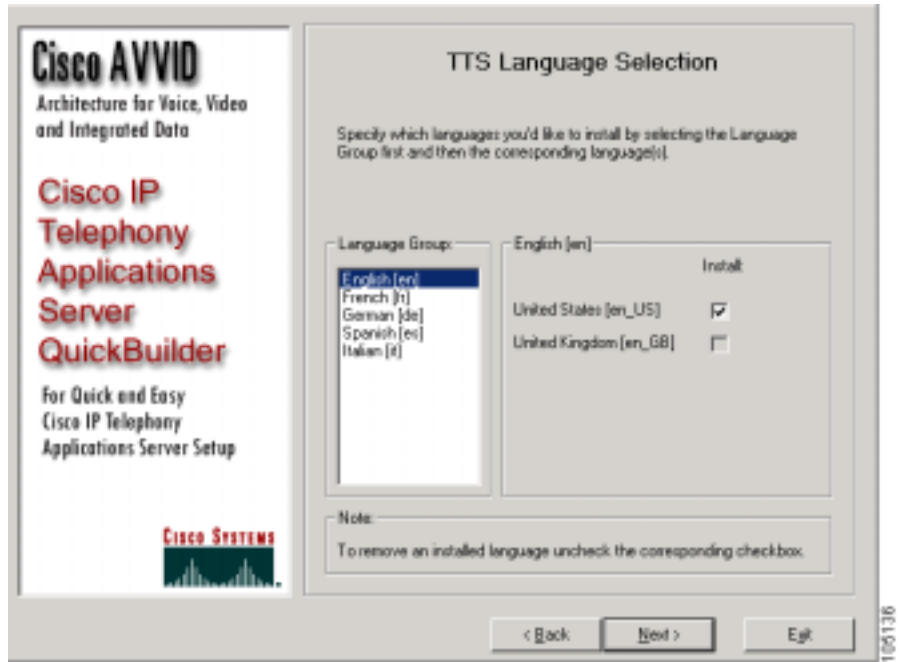 Cisco AVVID
Architecture for Voice, Video
and Integrated Data
Cisco IP
Telephony
Applications
Server
QuickBuilder
For Quick and Easy
Cisco IP Telephony
Applications Server Setup
CISCO SYSTEMS
TTS Language Selection
Specify which languages you'd like to install by selecting the Language
Group first and then the corresponding language(s).
Language Group:
English [en]
French [fr]
German [de]
Spanish [es]
Italian [it]
English [en]
Install:
United States [en_US]
United Kingdom [en_GB]
Note:
To remove an installed language uncheck the corresponding checkbox.
< Back
Next >
Exit
105136